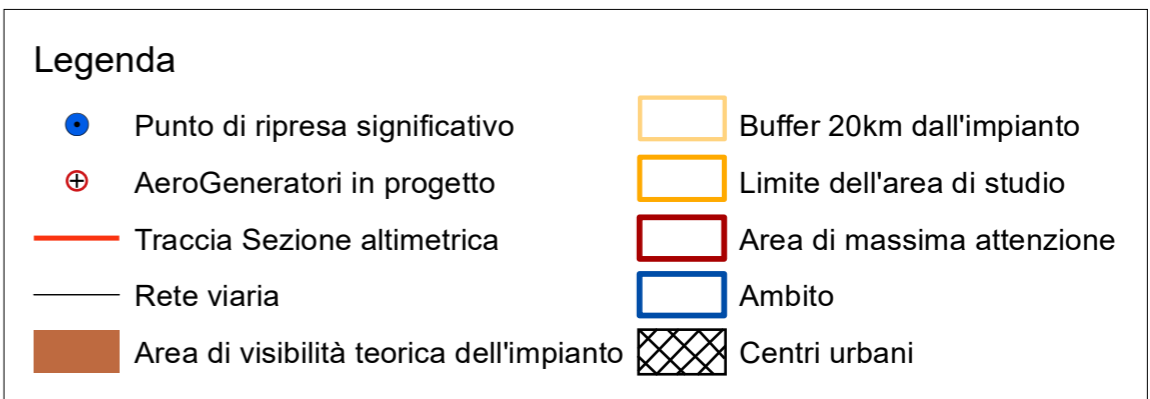 Legenda
Punto di ripresa significativo
AeroGeneratori in progetto
Traccia Sezione altimetrica
Rete viaria
Area di visibilità teorica dell'impianto
Buffer 20km dall'impianto
Limite dell'area di studio
Area di massima attenzione
Ambito
Centri urbani